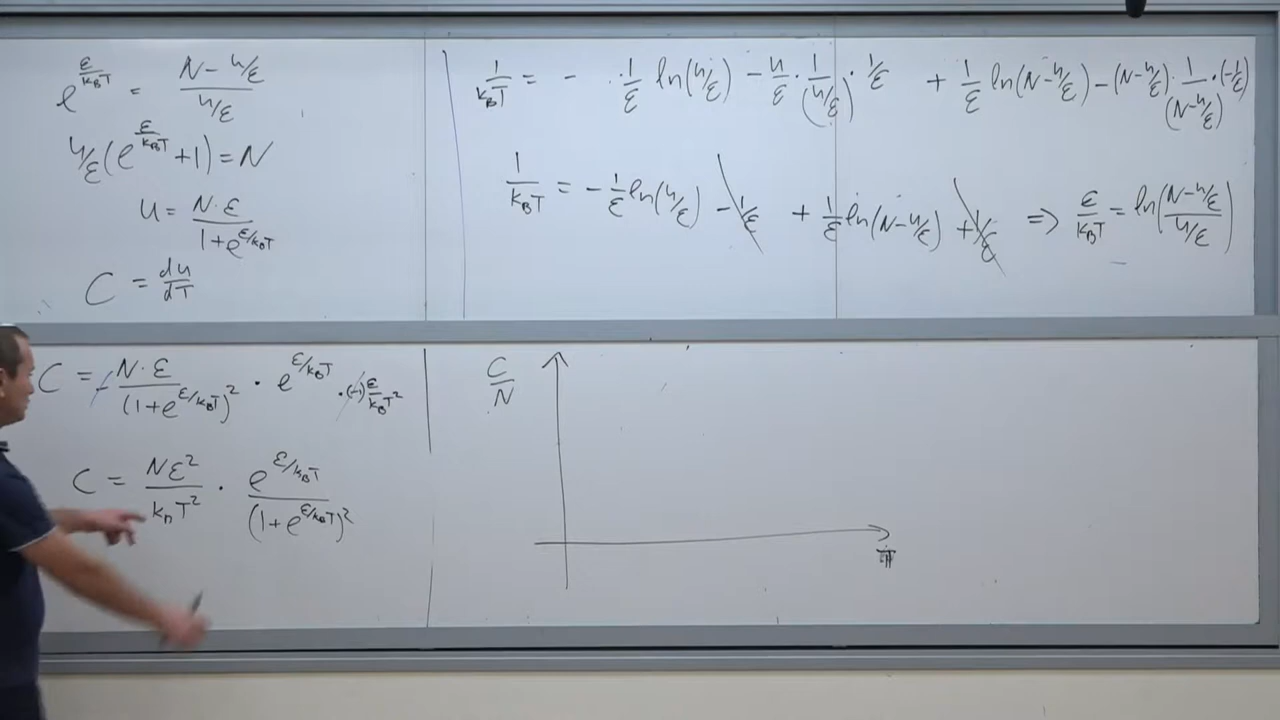 e^{ε/k_BT} = (N - u/ε)/(u/ε)
u/ε (e^{ε/k_BT} + 1) = N
u = N·ε/(1 + e^{ε/k_BT})
C = du/dT
1/(k_BT) = - · 1/ε ln(u/ε) - u/ε · 1/(u/ε) · 1/ε + 1/ε ln(N - u/ε) - (N - u/ε) · 1/(N - u/ε) · (-1/ε)
1/(k_BT) = - 1/ε ln(u/ε) - 1/ε + 1/ε ln(N - u/ε) + 1/ε ⇒ ε/(k_BT) = ln((N - u/ε)/(u/ε))
C = - N·ε/(1 + e^{ε/k_BT})² · e^{ε/k_BT} · (-1) ε/(k_BT²)
C = Nε²/(k_BT²) · e^{ε/k_BT}/(1 + e^{ε/k_BT})²
C/N